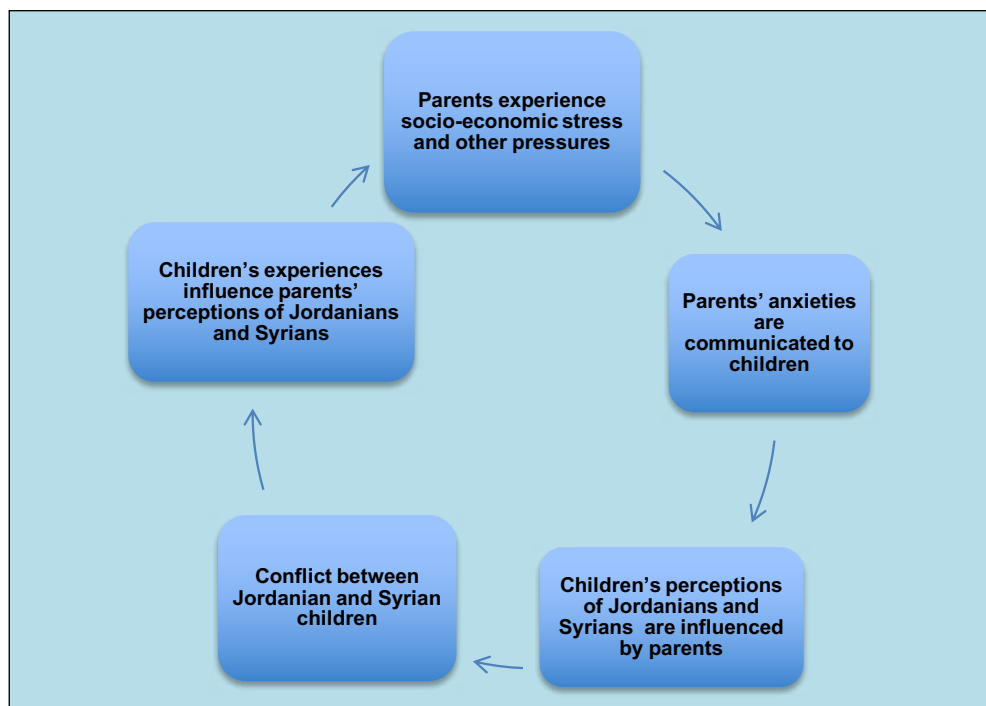 Parents experience
socio-economic stress
and other pressures
Parents’ anxieties
are
communicated to
children
Children’s perceptions
of Jordanians and
Syrians  are influenced
by parents
Conflict between
Jordanian and Syrian
children
Children’s experiences
influence parents’
perceptions of Jordanians
and Syrians